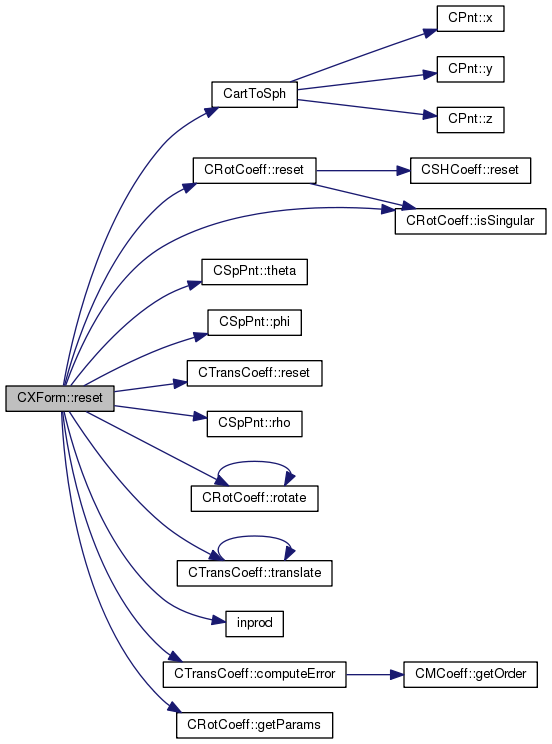 CPnt::x
CPnt::y
CartToSph
CPnt::z
CRotCoeff::reset
CSHCoeff::reset
CRotCoeff::isSingular
CSpPnt::theta
CSpPnt::phi
CTransCoeff::reset
CXForm::reset
CSpPnt::rho
CRotCoeff::rotate
CTransCoeff::translate
inprod
CTransCoeff::computeError
CMCoeff::getOrder
CRotCoeff::getParams